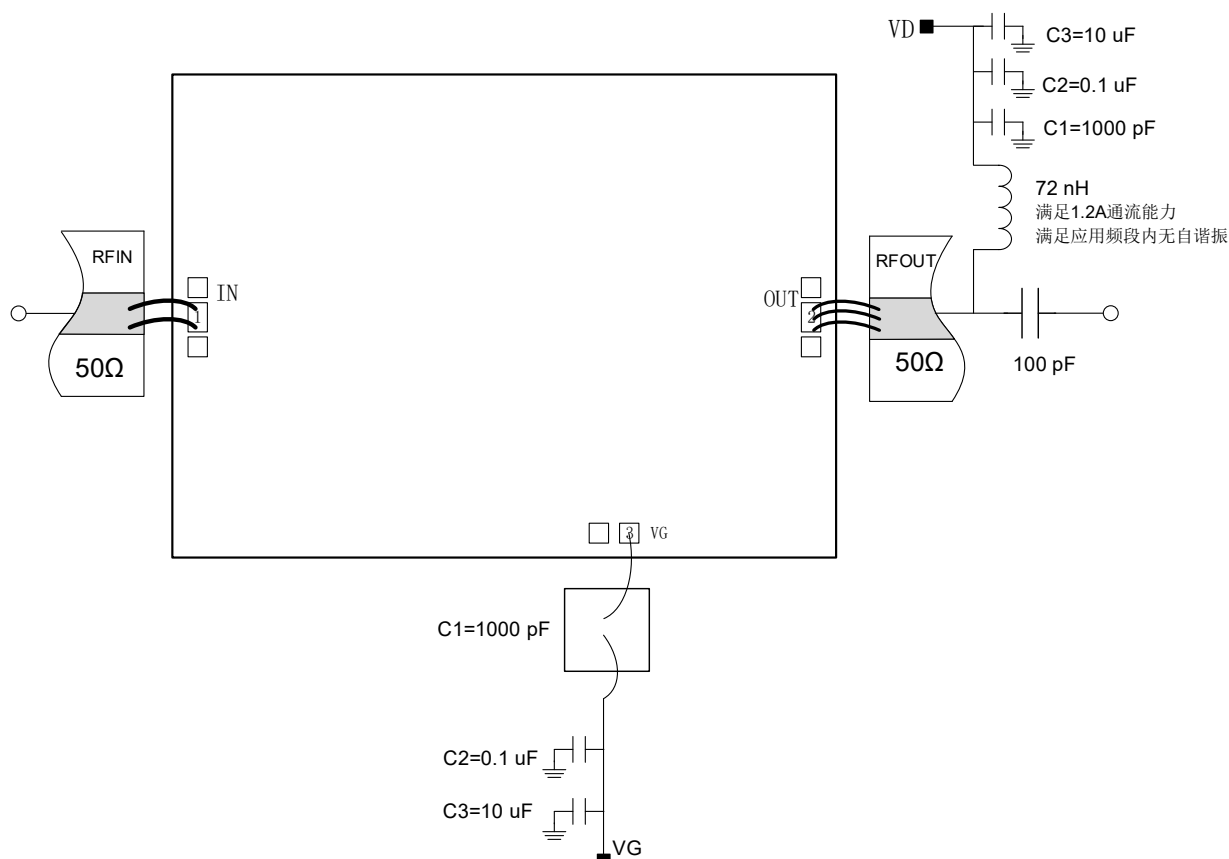 VD
C3=10 uF
C2=0.1 uF
C1=1000 pF
72 nH
满足1.2A通流能力
满足应用频段内无自谐振
RFIN
RFOUT
IN
OUT
1
2
50Ω
50Ω
100 pF
3
VG
C1=1000 pF
C2=0.1 uF
C3=10 uF
VG